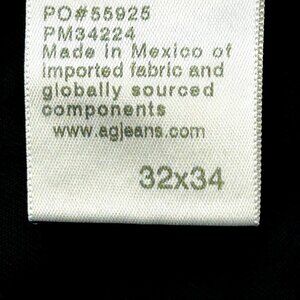 PO#55925
PM34224
Made in Mexico of
imported fabric and
globally sourced
components
www.agjeans.com
32x34